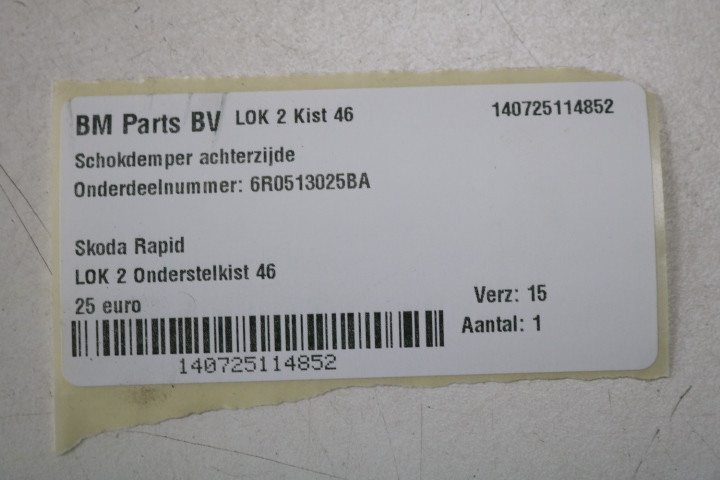 BM Parts BV LOK 2 Kist 46 140725114852
Schokdemper achterzijde
Onderdeelnummer: 6R0513025BA
Skoda Rapid
LOK 2 Onderstelkist 46
25 euro Verz: 15
Aantal: 1
140725114852